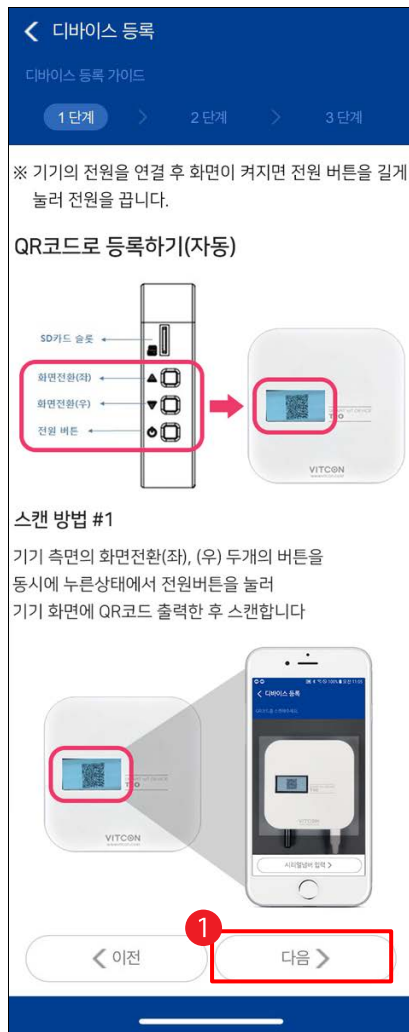 디바이스 등록
디바이스 등록 가이드
1 단계
2 단계
3 단계
※ 기기의 전원을 연결 후 화면이 켜지면 전원 버튼을 길게
눌러 전원을 끕니다.
QR코드로 등록하기(자동)
SD카드 슬롯
화면전환(좌)
화면전환(우)
전원 버튼
VITCON
스캔 방법 #1
기기 측면의 화면전환(좌), (우) 두개의 버튼을
동시에 누른상태에서 전원버튼을 눌러
기기 화면에 QR코드 출력한 후 스캔합니다
VITCON
디바이스 등록
시리얼넘버 입력
1
이전
다음